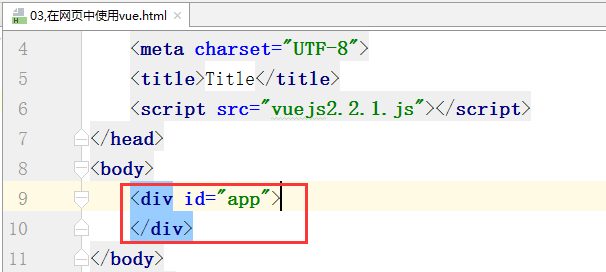 03,在网页中使用vue.html
4 <meta charset="UTF-8">
5 <title>Title</title>
6 <script src="vuejs2.2.1.js"></script>
7 </head>
8 <body>
9 <div id="app">
10 </div>
11 </body>